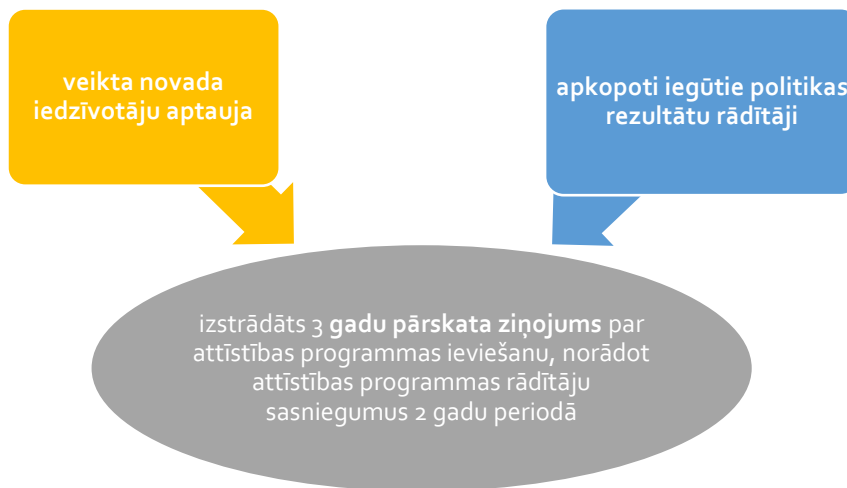 veikta novada
iedzīvotāju aptauja
apkopoti iegūtie politikas
rezultātu rādītāji
izstrādāts 3 gadu pārskata ziņojums par
attīstības programmas ieviešanu, norādot
attīstības programmas rādītāju
sasniegumus 2 gadu periodā